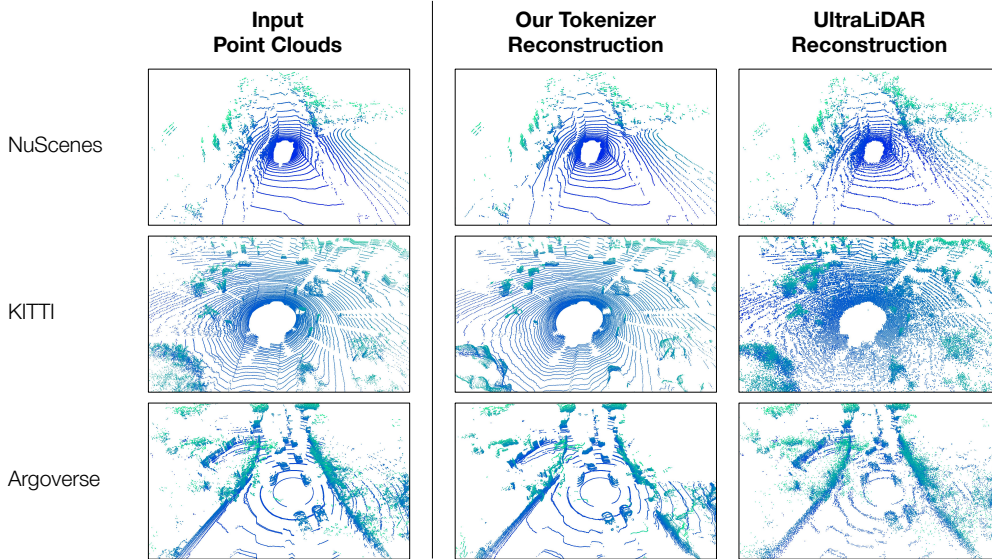 Input
Point Clouds
Our Tokenizer
Reconstruction
UltraLiDAR
Reconstruction
NuScenes
KITTI
Argoverse